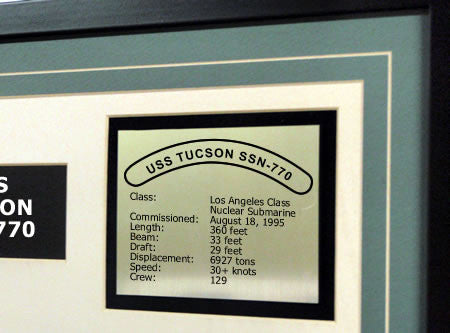 S
ON
770
USS TUCSON SSN-770
Class: Los Angeles Class
Nuclear Submarine
Commissioned: August 18, 1995
Length: 360 feet
Beam: 33 feet
Draft: 29 feet
Displacement: 6927 tons
Speed: 30+ knots
Crew: 129